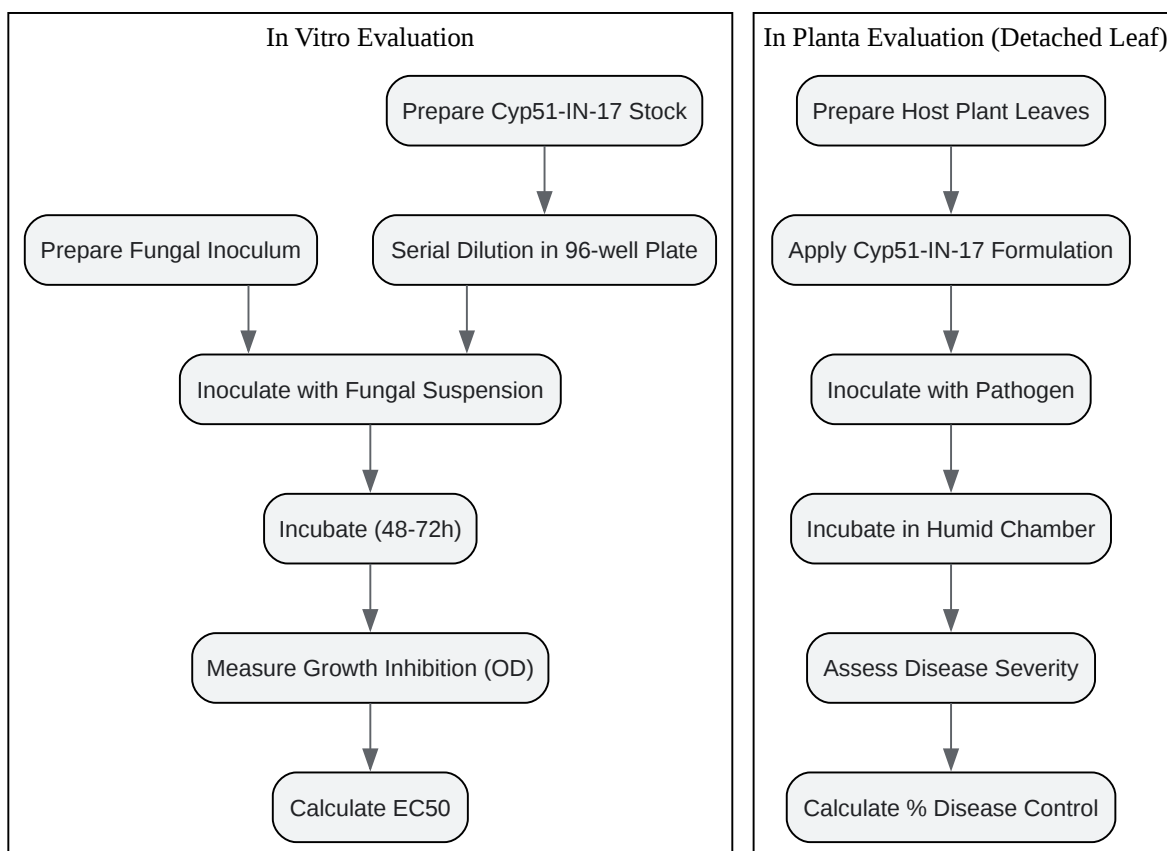 In Vitro Evaluation
Prepare Cyp51-IN-17 Stock
Prepare Fungal Inoculum
Serial Dilution in 96-well Plate
Inoculate with Fungal Suspension
Incubate (48-72h)
Measure Growth Inhibition (OD)
Calculate EC50
In Planta Evaluation (Detached Leaf)
Prepare Host Plant Leaves
Apply Cyp51-IN-17 Formulation
Inoculate with Pathogen
Incubate in Humid Chamber
Assess Disease Severity
Calculate % Disease Control